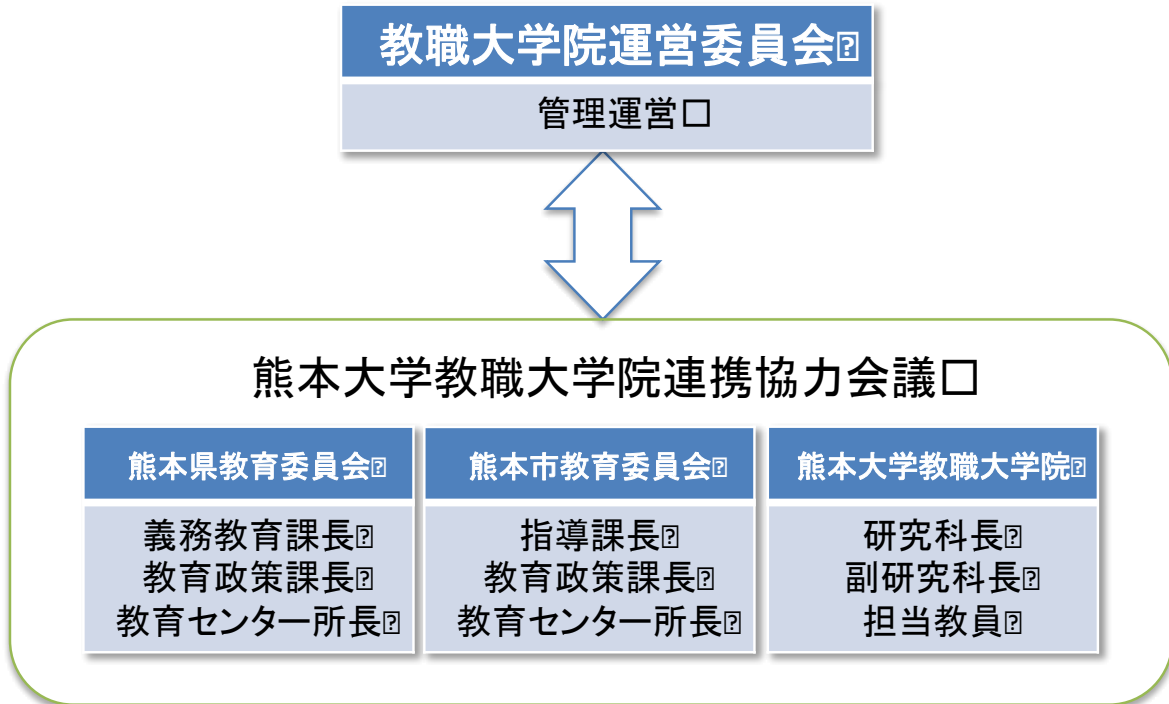 教職大学院運営委員会
管理運営
熊本大学教職大学院連携協力会議
熊本県教育委員会
義務教育課長
教育政策課長
教育センター所長
熊本市教育委員会
指導課長
教育政策課長
教育センター所長
熊本大学教職大学院
研究科長
副研究科長
担当教員